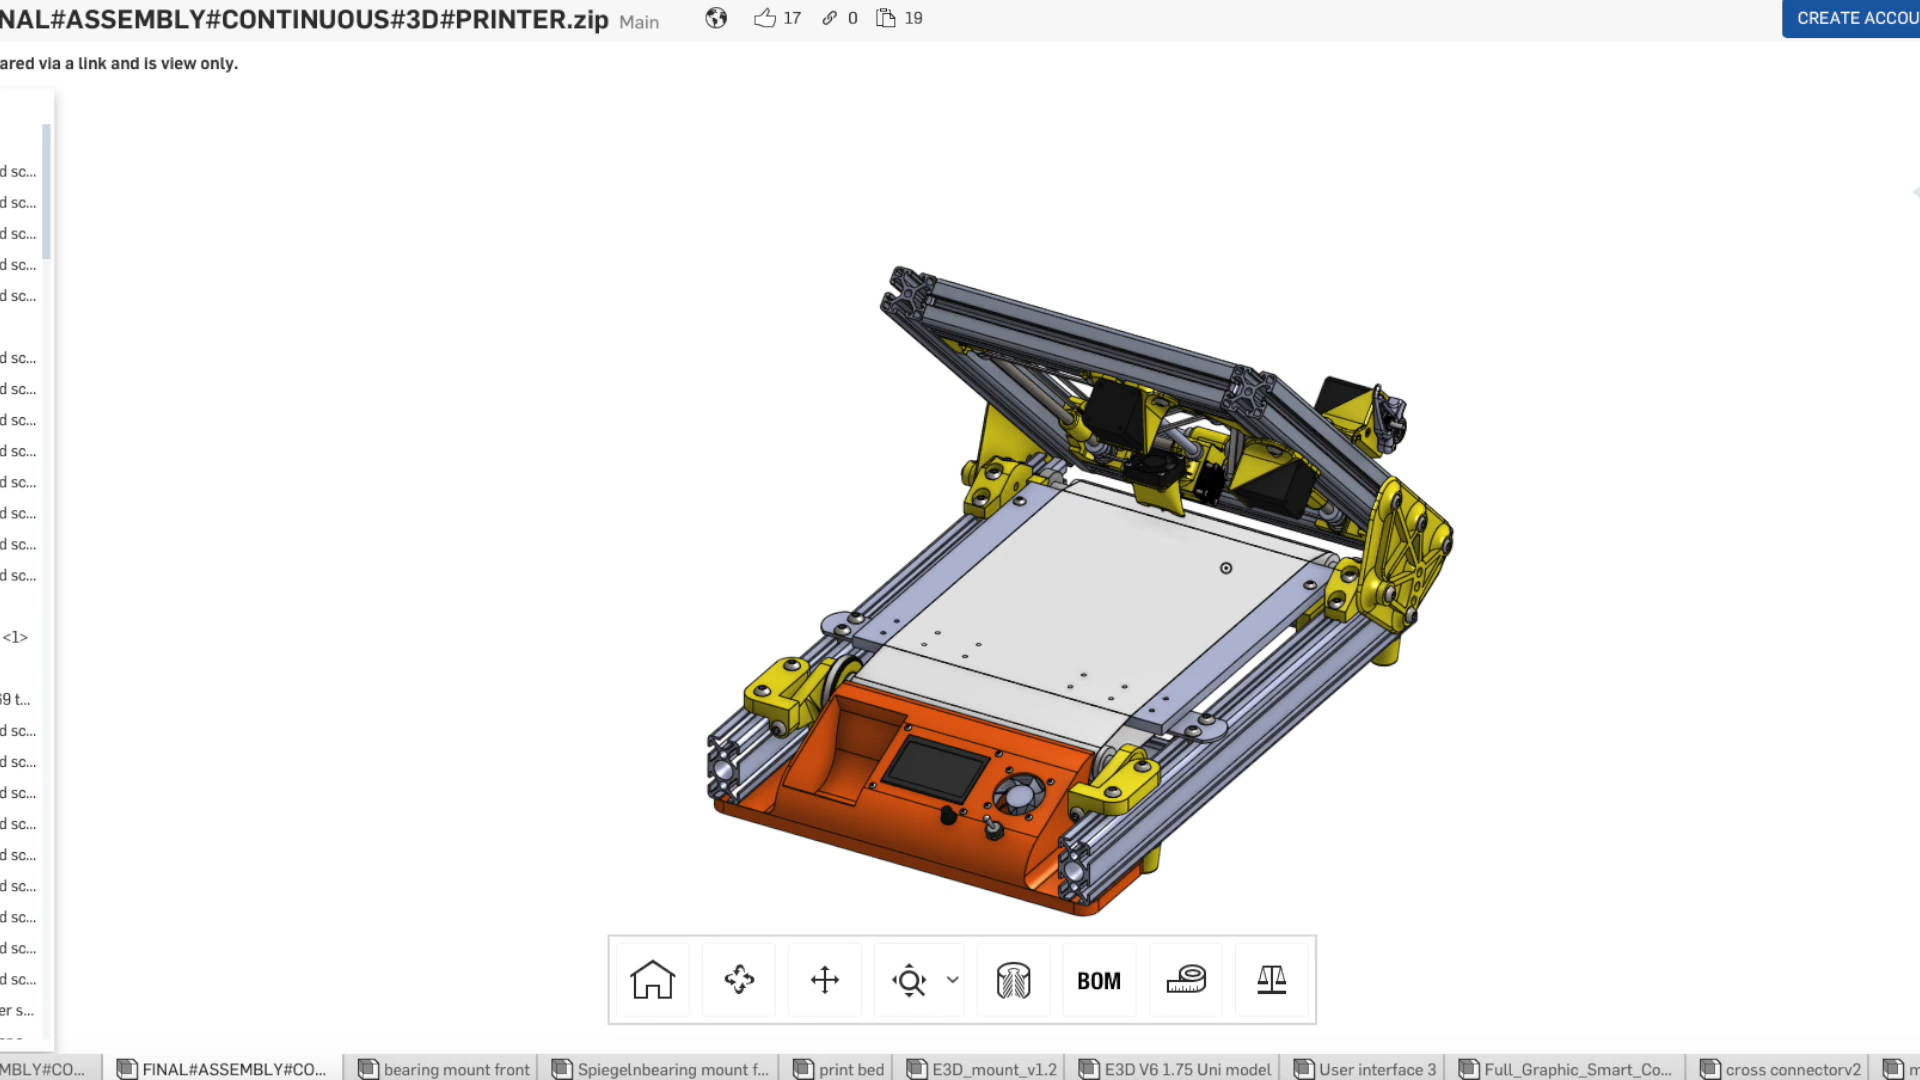 NAL#ASSEMBLY#CONTINUOUS#3D#PRINTER.zip Main 17 0 19 CREATE ACCOU
ared via a link and is view only.
d sc...
d sc...
d sc...
d sc...
d sc...
d sc...
d sc...
d sc...
d sc...
d sc...
d sc...
d sc...
d sc...
<1>
39 t...
d sc...
d sc...
d sc...
d sc...
d sc...
d sc...
d sc...
d sc...
d sc...
er s...
BOM
MBLY#CO... FINAL#ASSEMBLY#CO... bearing mount front Spiegelnbearing mount f... print bed E3D_mount_v1.2 E3D V6 1.75 Uni model User interface 3 Full_Graphic_Smart_Co... cross connectorv2